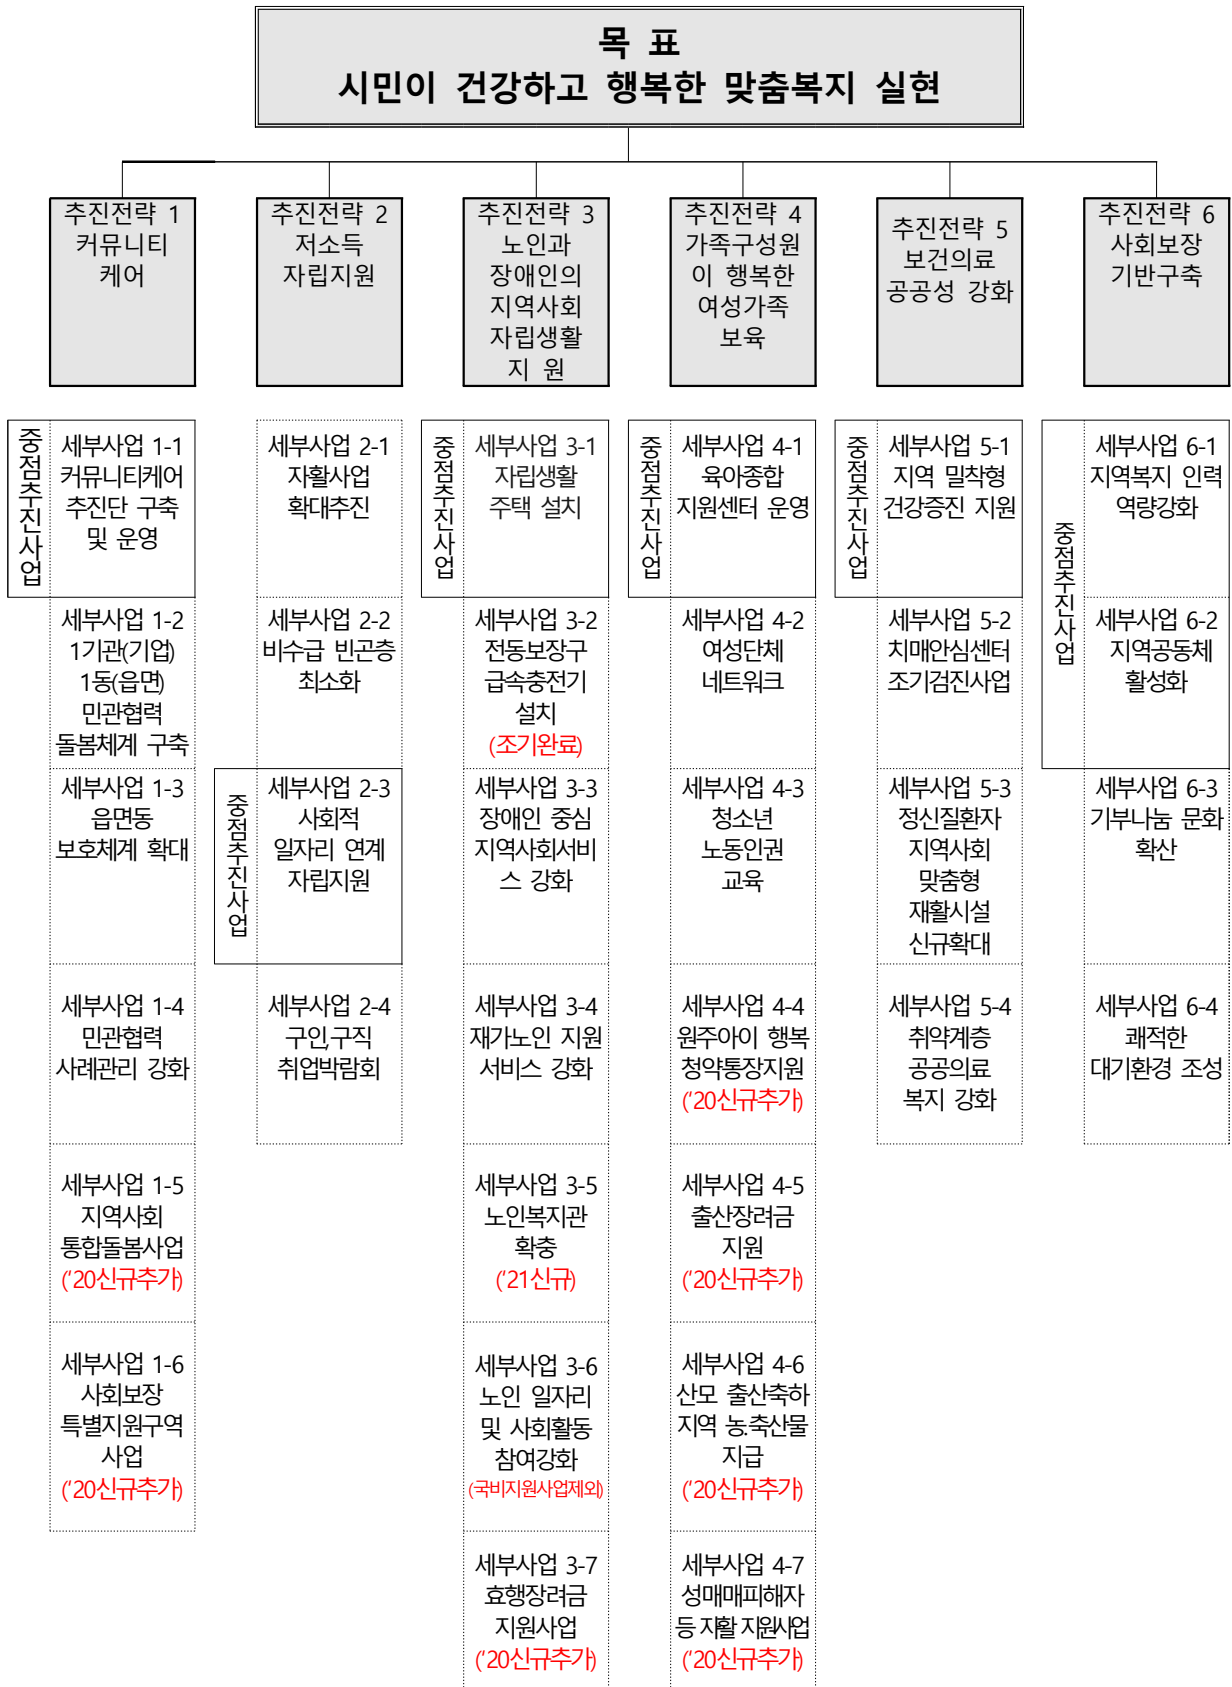 목 표
시민이 건강하고 행복한 맞춤복지 실현
추진전략 1
커뮤니티
케어
추진전략 2
저소득
자립지원
추진전략 3
노인과
장애인의
지역사회
자립생활
지 원
추진전략 4
가족구성원
이 행복한
여성가족
보육
추진전략 5
보건의료
공공성 강화
추진전략 6
사회보장
기반구축
중점추진사업
세부사업 1-1
커뮤니티케어
추진단 구축
및 운영
세부사업 2-1
자활사업
확대추진
중점추진사업
세부사업 3-1
자립생활
주택 설치
중점추진사업
세부사업 4-1
육아종합
지원센터 운영
중점추진사업
세부사업 5-1
지역 밀착형
건강증진 지원
중점추진사업
세부사업 6-1
지역복지 인력
역량강화
세부사업 1-2
1기관(기업)
1동(읍면)
민관협력
돌봄체계 구축
세부사업 2-2
비수급 빈곤층
최소화
세부사업 3-2
전동보장구
급속충전기
설치
(조기완료)
세부사업 4-2
여성단체
네트워크
세부사업 5-2
치매안심센터
조기검진사업
세부사업 6-2
지역공동체
활성화
세부사업 1-3
읍면동
보호체계 확대
중점추진사업
세부사업 2-3
사회적
일자리 연계
자립지원
세부사업 3-3
장애인 중심
지역사회서비
스 강화
세부사업 4-3
청소년
노동인권
교육
세부사업 5-3
정신질환자
지역사회
맞춤형
재활시설
신규확대
세부사업 6-3
기부나눔 문화
확산
세부사업 1-4
민관협력
사례관리 강화
세부사업 2-4
구인,구직
취업박람회
세부사업 3-4
재가노인 지원
서비스 강화
세부사업 4-4
원주아이 행복
청약통장지원
('20신규추가)
세부사업 5-4
취약계층
공공의료
복지 강화
세부사업 6-4
쾌적한
대기환경 조성
세부사업 1-5
지역사회
통합돌봄사업
('20신규추가)
세부사업 3-5
노인복지관
확충
('21신규)
세부사업 4-5
출산장려금
지원
('20신규추가)
세부사업 1-6
사회보장
특별지원구역
사업
('20신규추가)
세부사업 3-6
노인 일자리
및 사회활동
참여강화
(국비지원사업제외)
세부사업 4-6
산모 출산축하
지역 농.축산물
지급
('20신규추가)
세부사업 3-7
효행장려금
지원사업
('20신규추가)
세부사업 4-7
성매매피해자
등 자활 지원사업
('20신규추가)